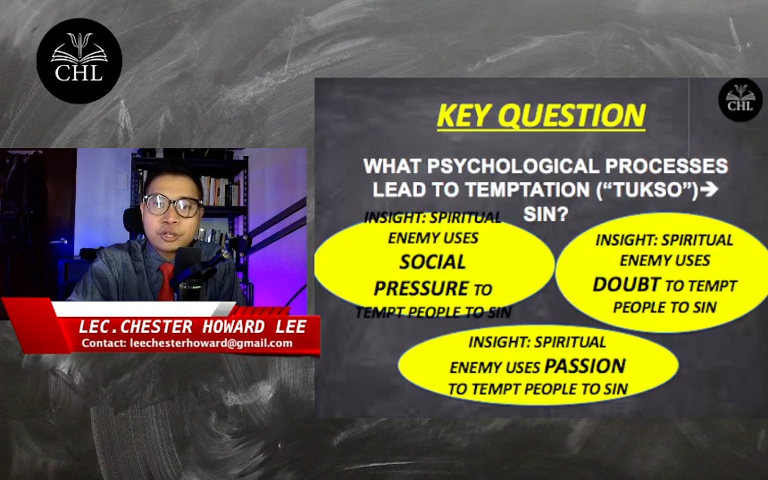 CHL
CHL
KEY QUESTION
WHAT PSYCHOLOGICAL PROCESSES
LEAD TO TEMPTATION (“TUKSO”)➔
SIN?
INSIGHT: SPIRITUAL
ENEMY USES
SOCIAL
PRESSURE TO
TEMPT PEOPLE TO SIN
INSIGHT: SPIRITUAL
ENEMY USES
DOUBT TO TEMPT
PEOPLE TO SIN
INSIGHT: SPIRITUAL
ENEMY USES PASSION
TO TEMPT PEOPLE TO SIN
LEC.CHESTER HOWARD LEE
Contact: leechesterhoward@gmail.com